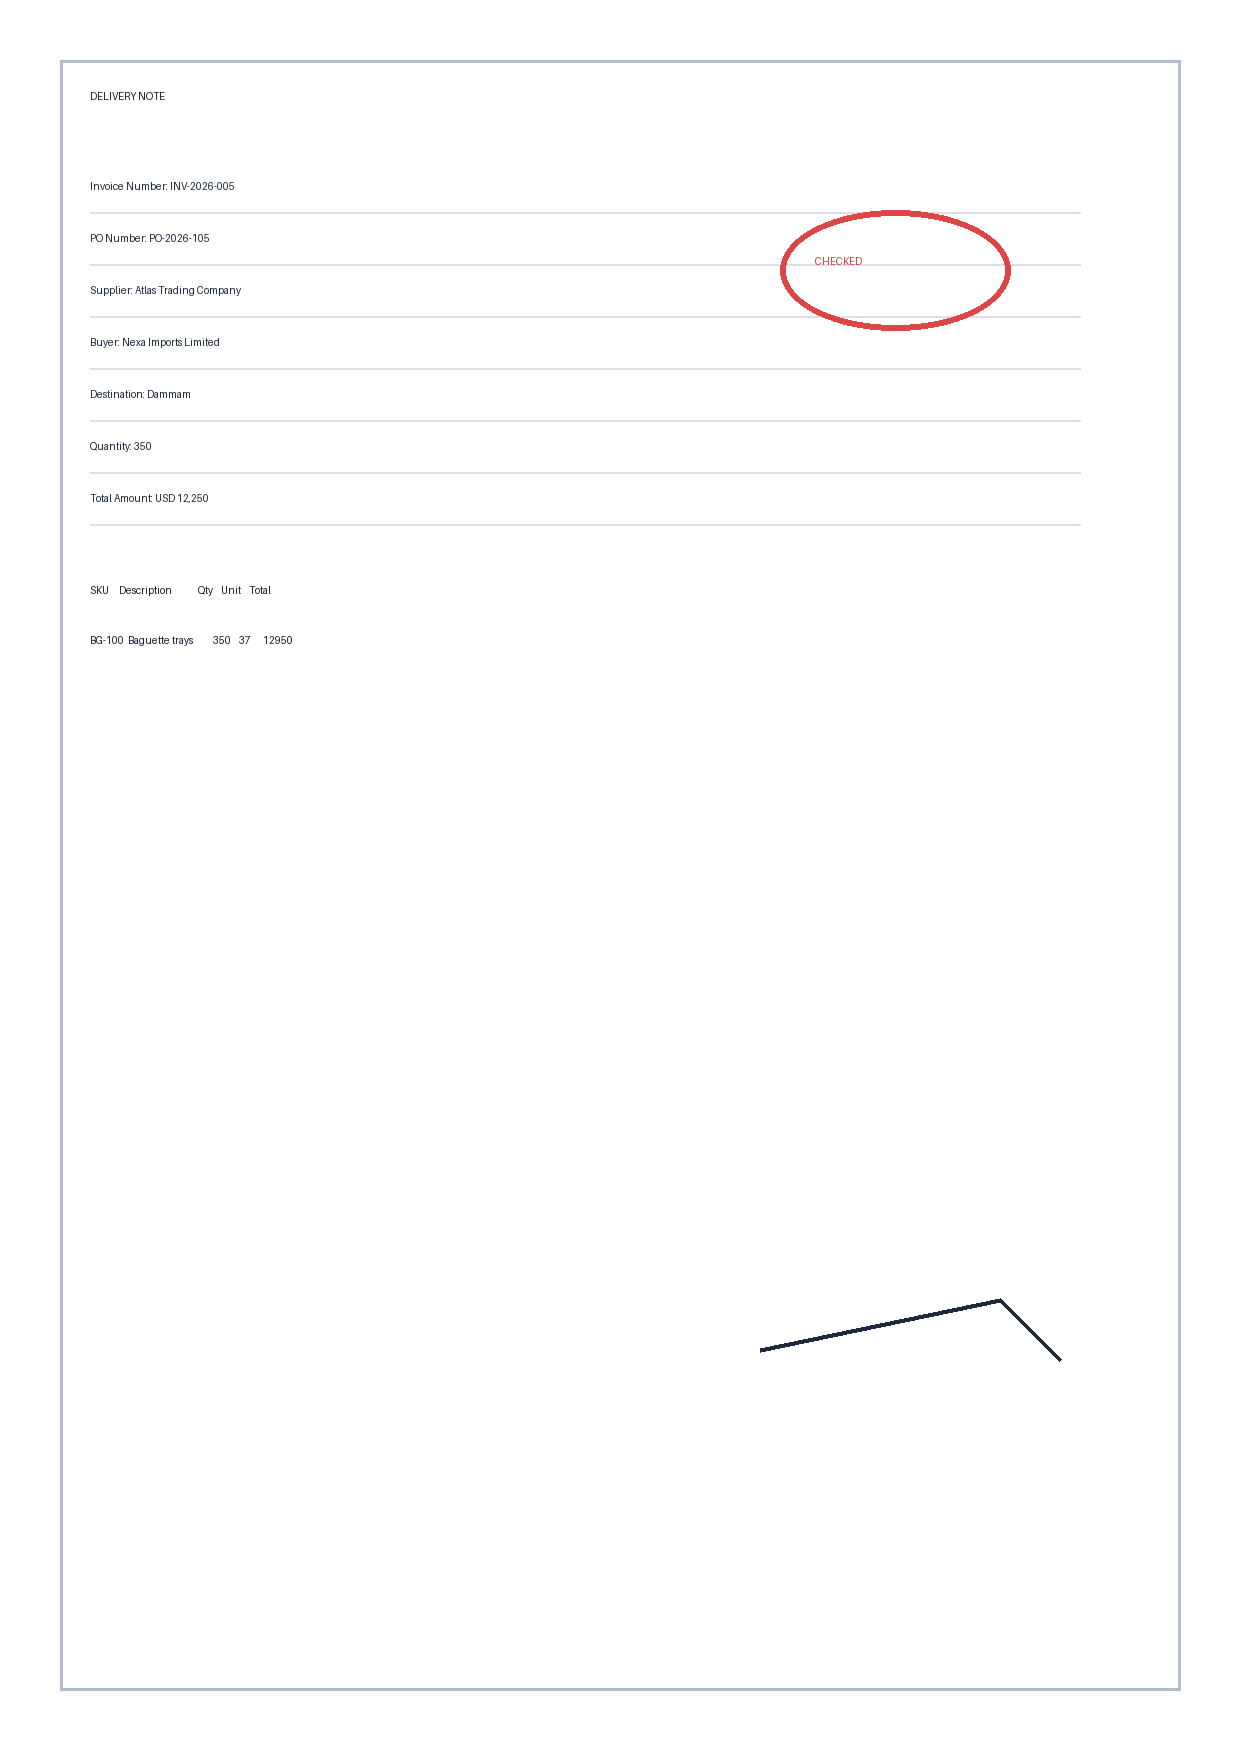 DELIVERY NOTE
Invoice Number: INV-2026-005
PO Number: PO-2026-105
CHECKED
Supplier: Atlas Trading Company
Buyer: Nexa Imports Limited
Destination: Dammam
Quantity: 350
Total Amount: USD 12,250
SKU Description Qty Unit Total
BG-100 Baguette trays 350 37 12950